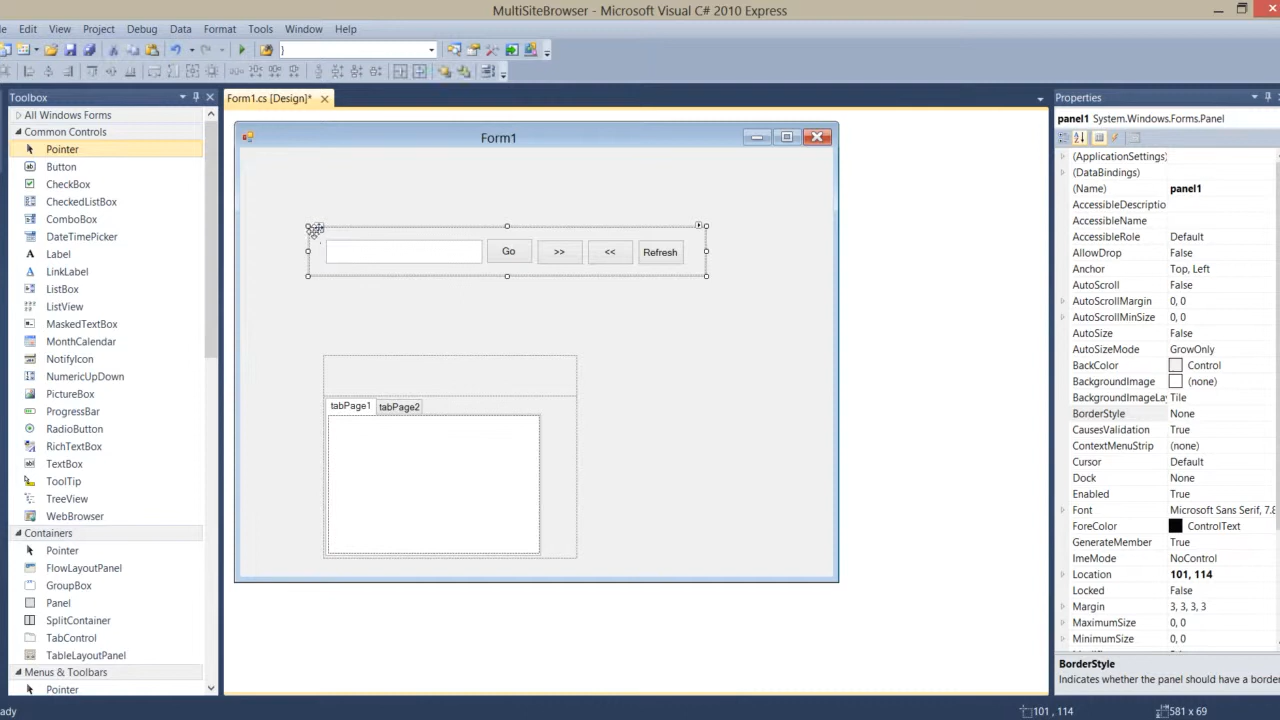 MultiSiteBrowser - Microsoft Visual C# 2010 Express
Edit View Project Debug Data Format Tools Window Help
}
Toolbox
All Windows Forms
Common Controls
Pointer
Button
CheckBox
CheckedListBox
ComboBox
DateTimePicker
Label
LinkLabel
ListBox
ListView
MaskedTextBox
MonthCalendar
NotifyIcon
NumericUpDown
PictureBox
ProgressBar
RadioButton
RichTextBox
TextBox
ToolTip
TreeView
WebBrowser
Containers
Pointer
FlowLayoutPanel
GroupBox
Panel
SplitContainer
TabControl
TableLayoutPanel
Menus & Toolbars
Pointer
Form1.cs [Design]*
Form1
Go >> << Refresh
tabPage1 tabPage2
Properties
panel1 System.Windows.Forms.Panel
(ApplicationSettings)
(DataBindings)
(Name) panel1
AccessibleDescriptio
AccessibleName
AccessibleRole Default
AllowDrop False
Anchor Top, Left
AutoScroll False
AutoScrollMargin 0, 0
AutoScrollMinSize 0, 0
AutoSize False
AutoSizeMode GrowOnly
BackColor Control
BackgroundImage (none)
BackgroundImageLa Tile
BorderStyle None
CausesValidation True
ContextMenuStrip (none)
Cursor Default
Dock None
Enabled True
Font Microsoft Sans Serif, 7.8
ForeColor ControlText
GenerateMember True
ImeMode NoControl
Location 101, 114
Locked False
Margin 3, 3, 3, 3
MaximumSize 0, 0
MinimumSize 0, 0
BorderStyle
Indicates whether the panel should have a border
ady
101 , 114
581 x 69